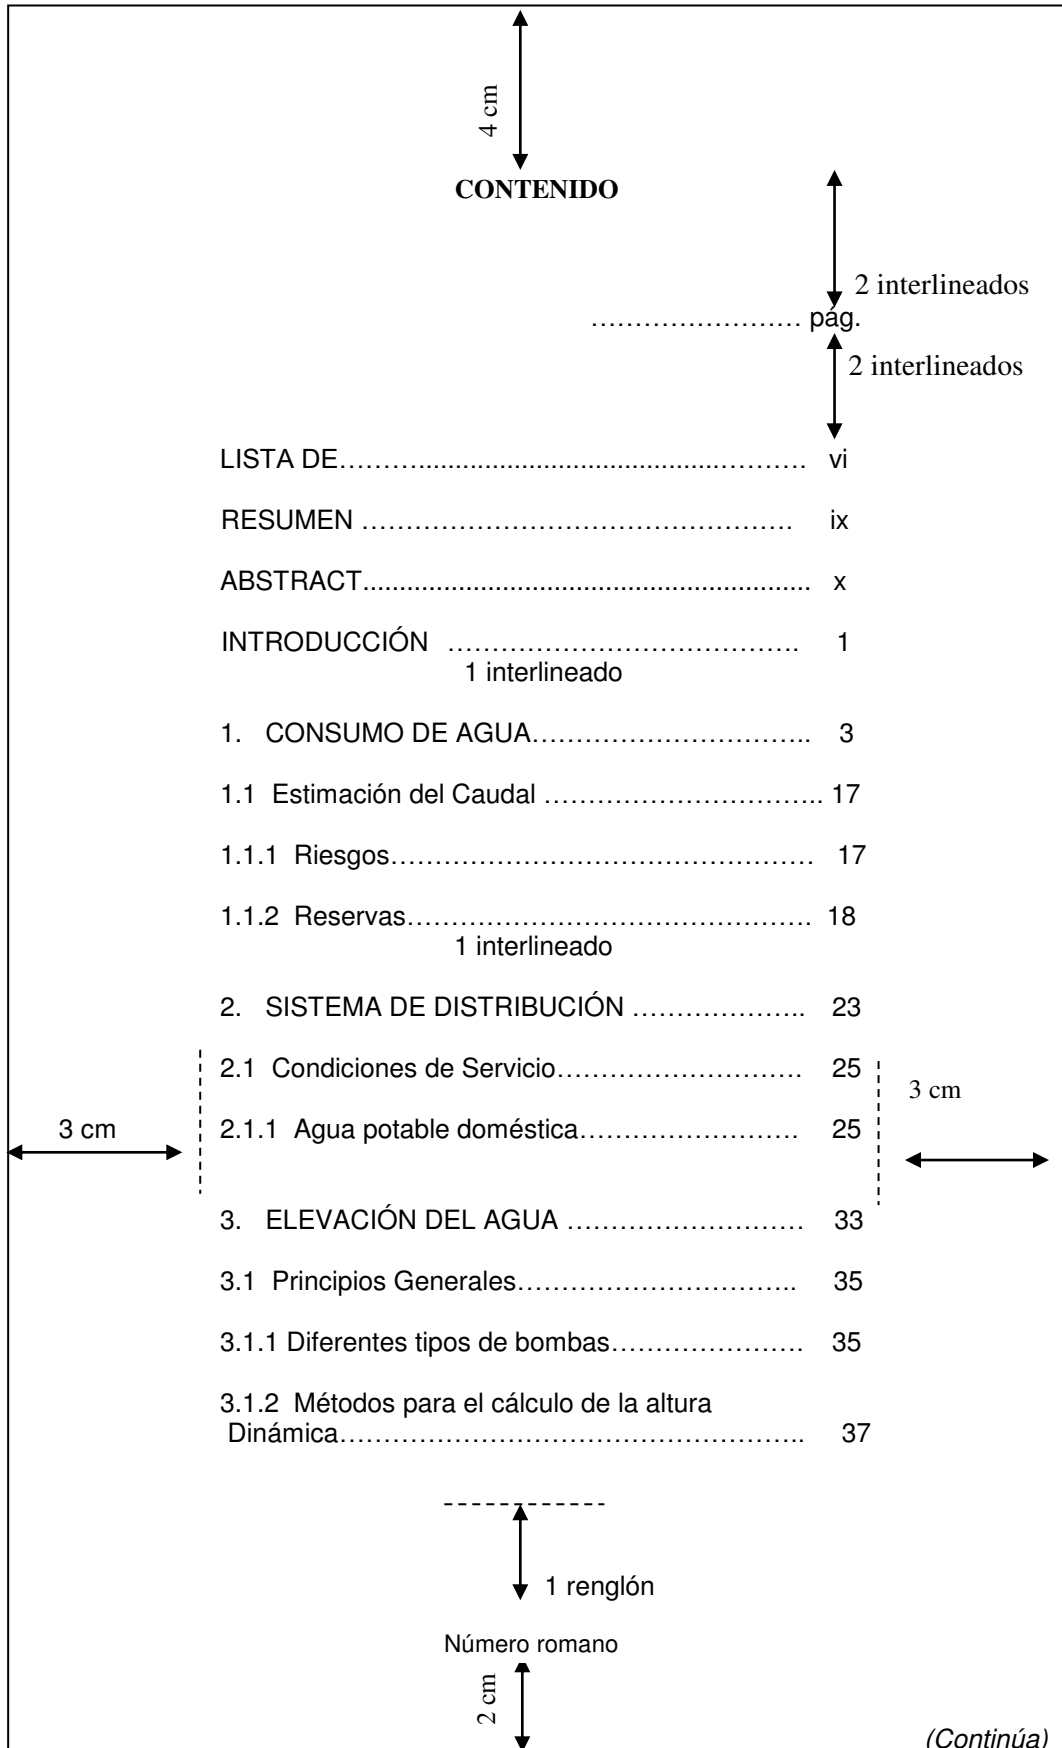 4 cm
CONTENIDO
2 interlineados
…………………… pág.
2 interlineados
LISTA DE……….........................................………. vi
RESUMEN …………………………………………. ix
ABSTRACT............................................................. x
INTRODUCCIÓN …………………………………. 1
1 interlineado
1. CONSUMO DE AGUA………………………….. 3
1.1 Estimación del Caudal ………………………….. 17
1.1.1 Riesgos………………………………………… 17
1.1.2 Reservas………………………………………. 18
1 interlineado
2. SISTEMA DE DISTRIBUCIÓN ……………….. 23
2.1 Condiciones de Servicio………………………. 25
3 cm
3 cm
2.1.1 Agua potable doméstica……………………. 25
3. ELEVACIÓN DEL AGUA ……………………… 33
3.1 Principios Generales………………………….. 35
3.1.1 Diferentes tipos de bombas…………………. 35
3.1.2 Métodos para el cálculo de la altura
Dinámica…………………………………………….. 37
1 renglón
Número romano
2 cm
(Continúa)